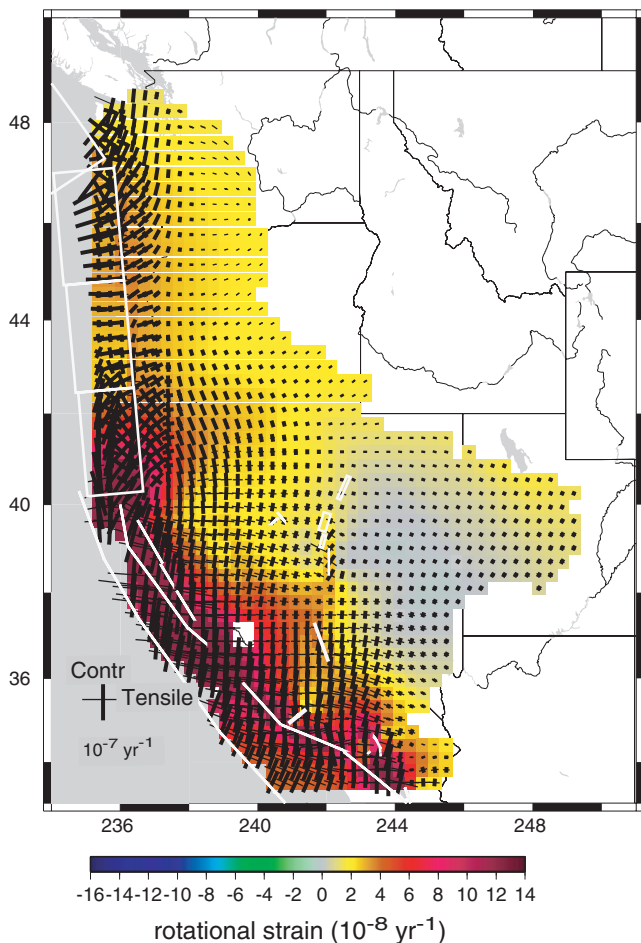 48
44
40
36
Contr
Tensile
10⁻⁷ yr⁻¹
236 240 244 248
-16 -14 -12 -10 -8 -6 -4 -2 0 2 4 6 8 10 12 14
rotational strain (10⁻⁸ yr⁻¹)